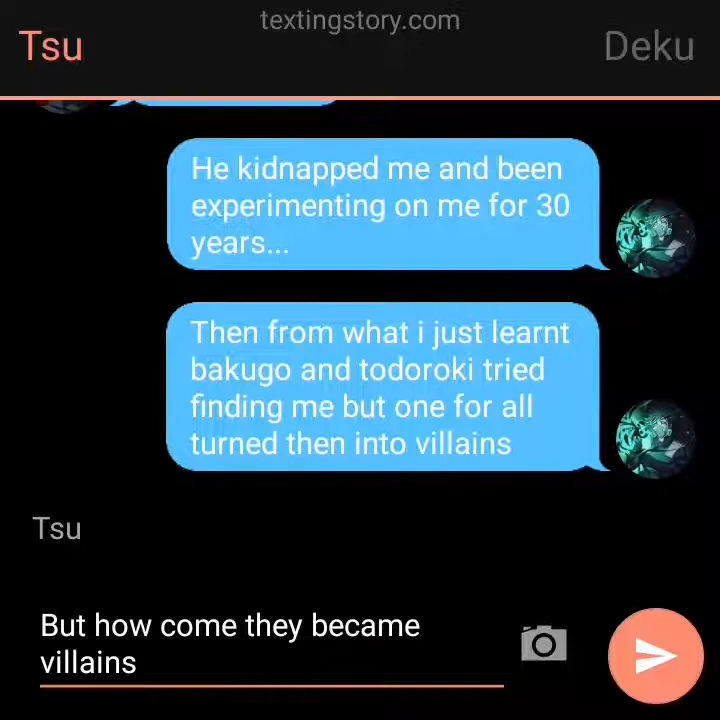 textingstory.com
Tsu
Deku
He kidnapped me and been
experimenting on me for 30
years...
Then from what i just learnt
bakugo and todoroki tried
finding me but one for all
turned then into villains
Tsu
But how come they became
villains